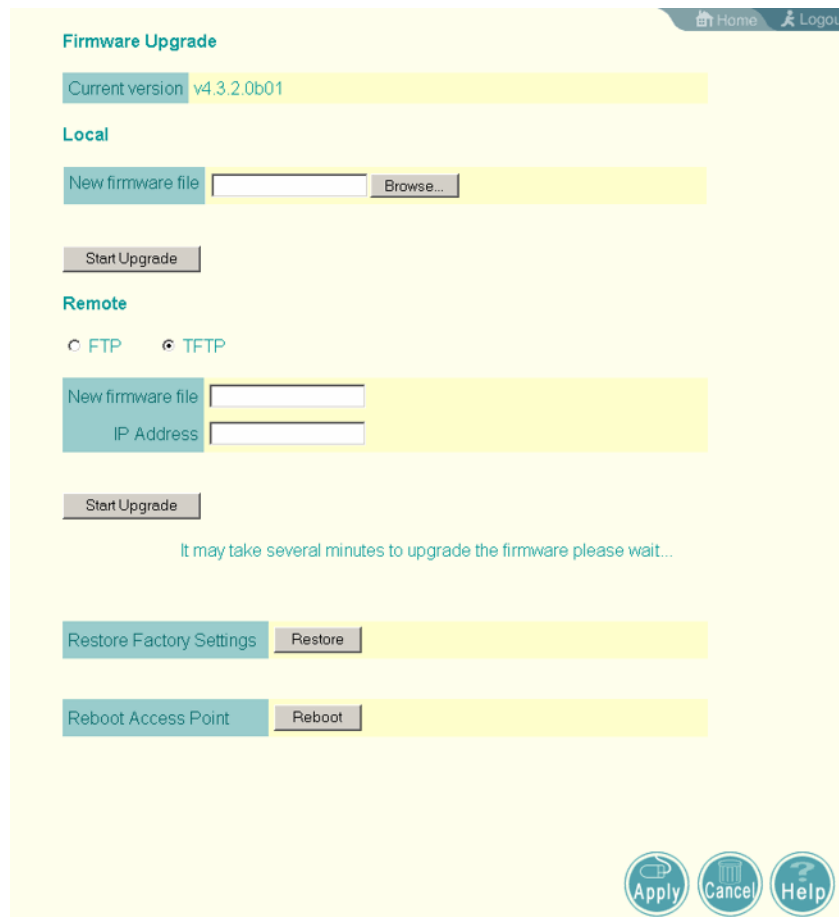 Home Logou
Firmware Upgrade
Current version v4.3.2.0b01
Local
New firmware file Browse...
Start Upgrade
Remote
FTP TFTP
New firmware file
IP Address
Start Upgrade
It may take several minutes to upgrade the firmware please wait...
Restore Factory Settings Restore
Reboot Access Point Reboot
Apply Cancel Help